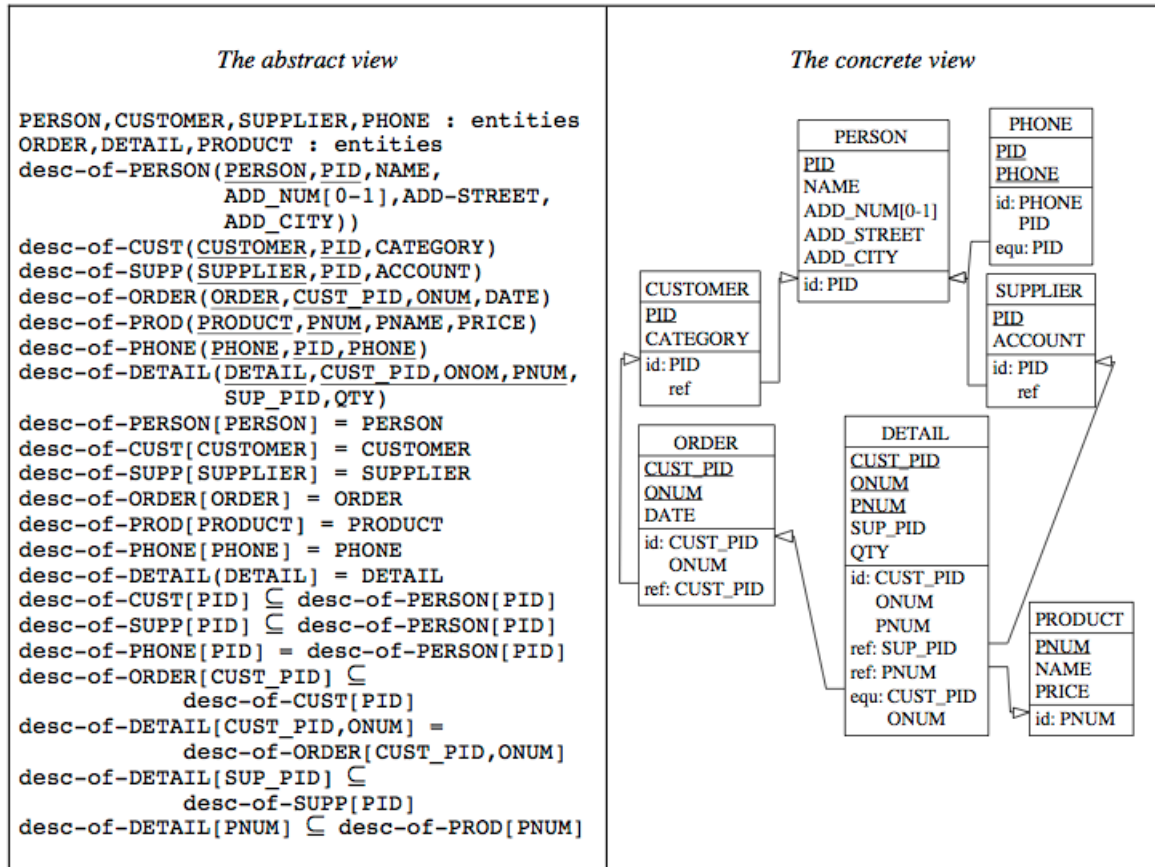 The abstract view
PERSON,CUSTOMER,SUPPLIER,PHONE : entities
ORDER,DETAIL,PRODUCT : entities
desc-of-PERSON(PERSON,PID,NAME,
ADD_NUM[0-1],ADD-STREET,
ADD_CITY))
desc-of-CUST(CUSTOMER,PID,CATEGORY)
desc-of-SUPP(SUPPLIER,PID,ACCOUNT)
desc-of-ORDER(ORDER,CUST_PID,ONUM,DATE)
desc-of-PROD(PRODUCT,PNUM,PNAME,PRICE)
desc-of-PHONE(PHONE,PID,PHONE)
desc-of-DETAIL(DETAIL,CUST_PID,ONOM,PNUM,
SUP_PID,QTY)
desc-of-PERSON[PERSON] = PERSON
desc-of-CUST[CUSTOMER] = CUSTOMER
desc-of-SUPP[SUPPLIER] = SUPPLIER
desc-of-ORDER[ORDER] = ORDER
desc-of-PROD[PRODUCT] = PRODUCT
desc-of-PHONE[PHONE] = PHONE
desc-of-DETAIL(DETAIL] = DETAIL
desc-of-CUST[PID] ⊆ desc-of-PERSON[PID]
desc-of-SUPP[PID] ⊆ desc-of-PERSON[PID]
desc-of-PHONE[PID] = desc-of-PERSON[PID]
desc-of-ORDER[CUST_PID] ⊆
desc-of-CUST[PID]
desc-of-DETAIL[CUST_PID,ONUM] =
desc-of-ORDER[CUST_PID,ONUM]
desc-of-DETAIL[SUP_PID] ⊆
desc-of-SUPP[PID]
desc-of-DETAIL[PNUM] ⊆ desc-of-PROD[PNUM]
The concrete view
PERSON
PID
NAME
ADD_NUM[0-1]
ADD_STREET
ADD_CITY
id: PID
PHONE
PID
PHONE
id: PHONE
PID
equ: PID
CUSTOMER
PID
CATEGORY
id: PID
ref
SUPPLIER
PID
ACCOUNT
id: PID
ref
ORDER
CUST_PID
ONUM
DATE
id: CUST_PID
ONUM
ref: CUST_PID
DETAIL
CUST_PID
ONUM
PNUM
SUP_PID
QTY
id: CUST_PID
ONUM
PNUM
ref: SUP_PID
ref: PNUM
equ: CUST_PID
ONUM
PRODUCT
PNUM
NAME
PRICE
id: PNUM